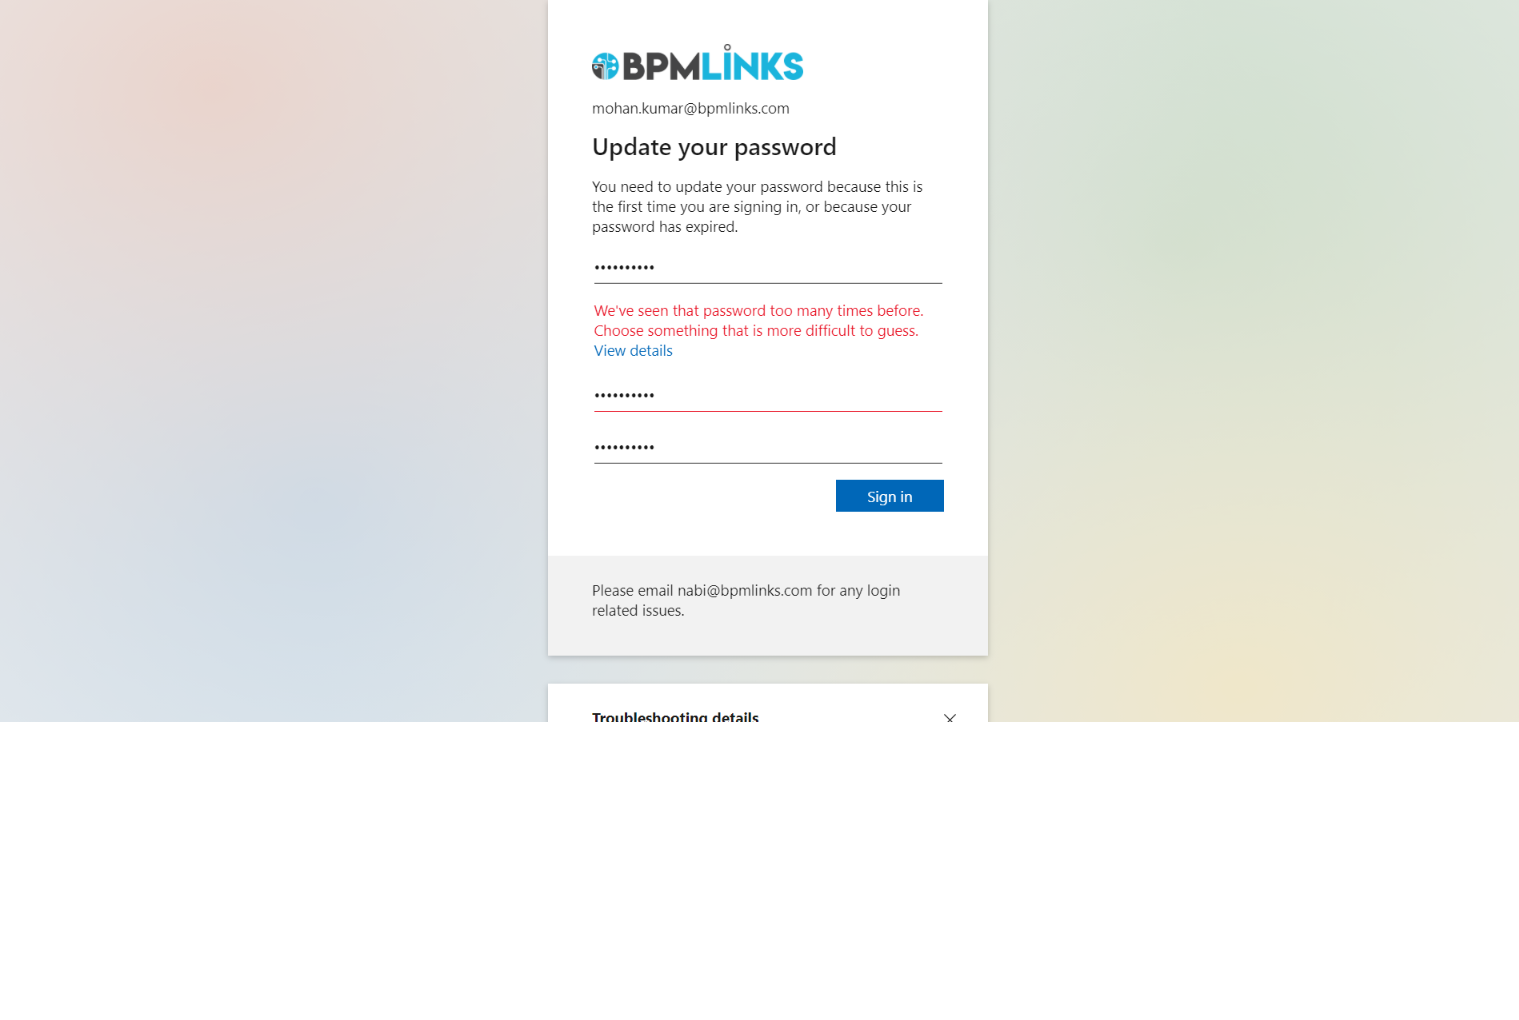 BPMLINKS
mohan.kumar@bpmlinks.com
Update your password
You need to update your password because this is
the first time you are signing in, or because your
password has expired.
••••••••••
We've seen that password too many times before.
Choose something that is more difficult to guess.
View details
••••••••••
••••••••••
Sign in
Please email nabi@bpmlinks.com for any login
related issues.
Troubleshooting details